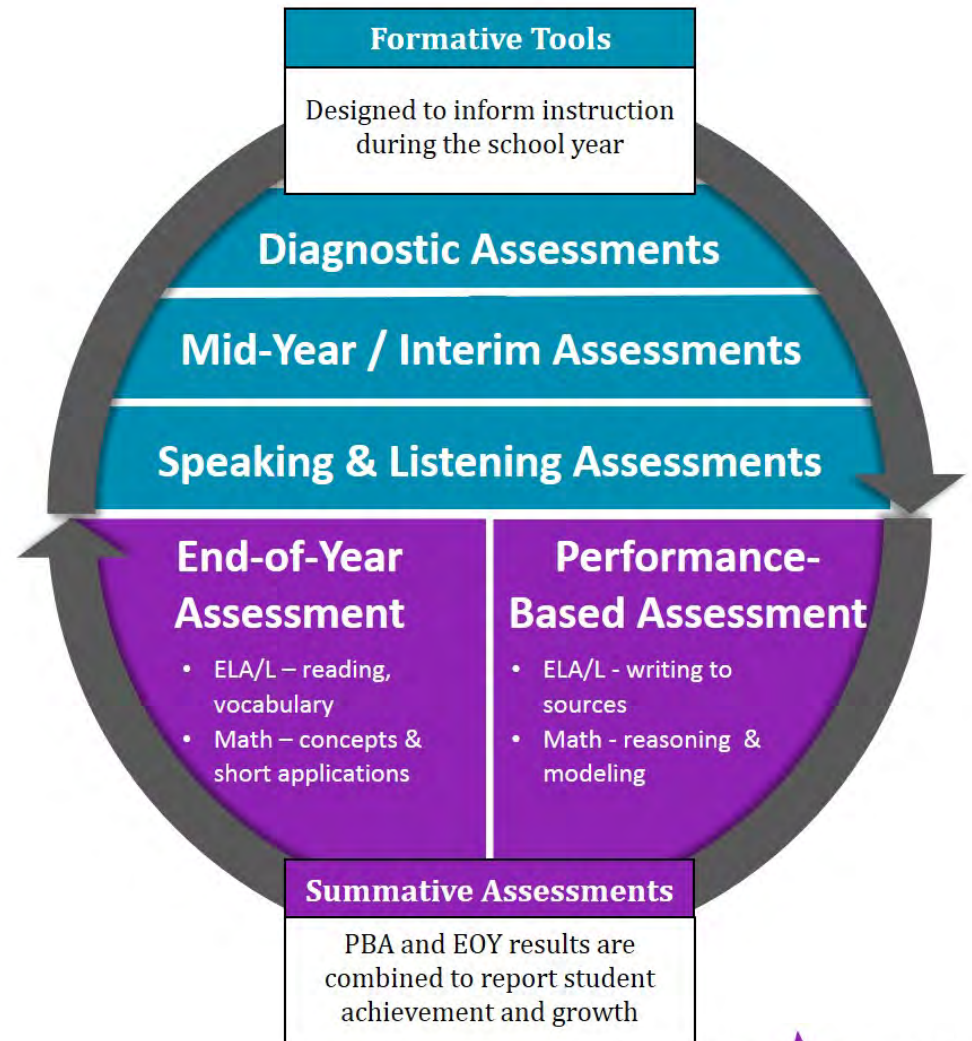 Formative Tools
Designed to inform instruction
during the school year
Diagnostic Assessments
Mid-Year / Interim Assessments
Speaking & Listening Assessments
End-of-Year
Assessment
• ELA/L – reading,
vocabulary
• Math – concepts &
short applications
Performance-
Based Assessment
• ELA/L - writing to
sources
• Math - reasoning &
modeling
Summative Assessments
PBA and EOY results are
combined to report student
achievement and growth